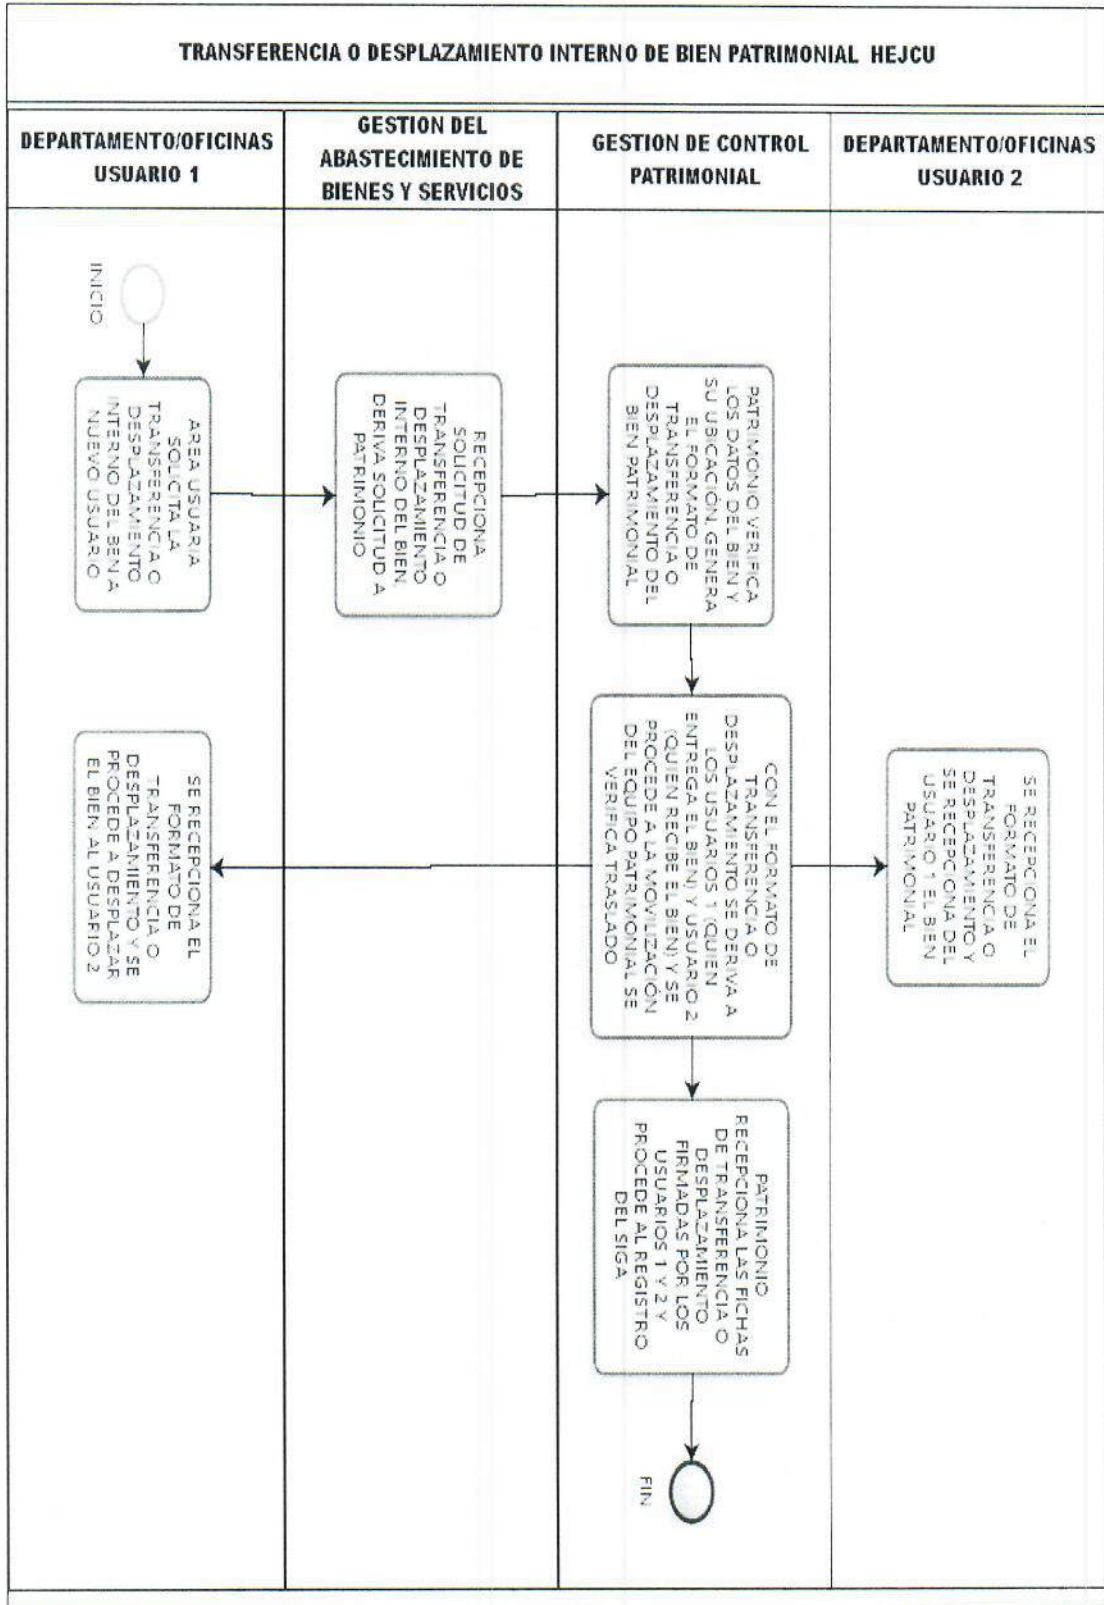 TRANSFERENCIA O DESPLAZAMIENTO INTERNO DE BIEN PATRIMONIAL HEJCU
DEPARTAMENTO/OFICINAS
USUARIO 1
GESTION DEL
ABASTECIMIENTO DE
BIENES Y SERVICIOS
GESTION DE CONTROL
PATRIMONIAL
DEPARTAMENTO/OFICINAS
USUARIO 2
INICIO
AREA USUARIA
SOLICITA LA
TRANSFERENCIA O
DESPLAZAMIENTO
INTERNO DEL BEN A
NUEVO USUARIO
RECEPCIONA
SOLICITUD DE
TRANSFERENCIA O
DESPLAZAMIENTO
INTERNO DEL BIEN.
DERIVA SOLICITUD A
PATRIMONIO
PATRIMONIO VERIFICA
LOS DATOS DEL BIEN Y
SU UBICACIÓN, GENERA
EL FORMATO DE
TRANSFERENCIA O
DESPLAZAMIENTO DEL
BIEN PATRIMONIAL
CON EL FORMATO DE
TRANSFERENCIA O
DESPLAZAMIENTO SE DERIVA A
LOS USUARIOS 1 (QUIEN
ENTREGA EL BIEN) Y USUARIO 2
(QUIEN RECIBE EL BIEN) Y SE
PROCEDE A LA MOVILIZACIÓN
DEL EQUIPO PATRIMONIAL SE
VERIFICA TRASLADO
SE RECEPCIONA EL
FORMATO DE
TRANSFERENCIA O
DESPLAZAMIENTO Y
SE RECEPCIONA DEL
USUARIO 1 EL BIEN
PATRIMONIAL
SE RECEPCIONA EL
FORMATO DE
TRANSFERENCIA O
DESPLAZAMIENTO Y SE
PROCEDE A DESPLAZAR
EL BIEN AL USUARIO 2
PATRIMONIO
RECEPCIONA LAS FICHAS
DE TRANSFERENCIA O
DESPLAZAMIENTO
FIRMADAS POR LOS
USUARIOS 1 Y 2 Y
PROCEDE AL REGISTRO
DEL SIGA
FIN